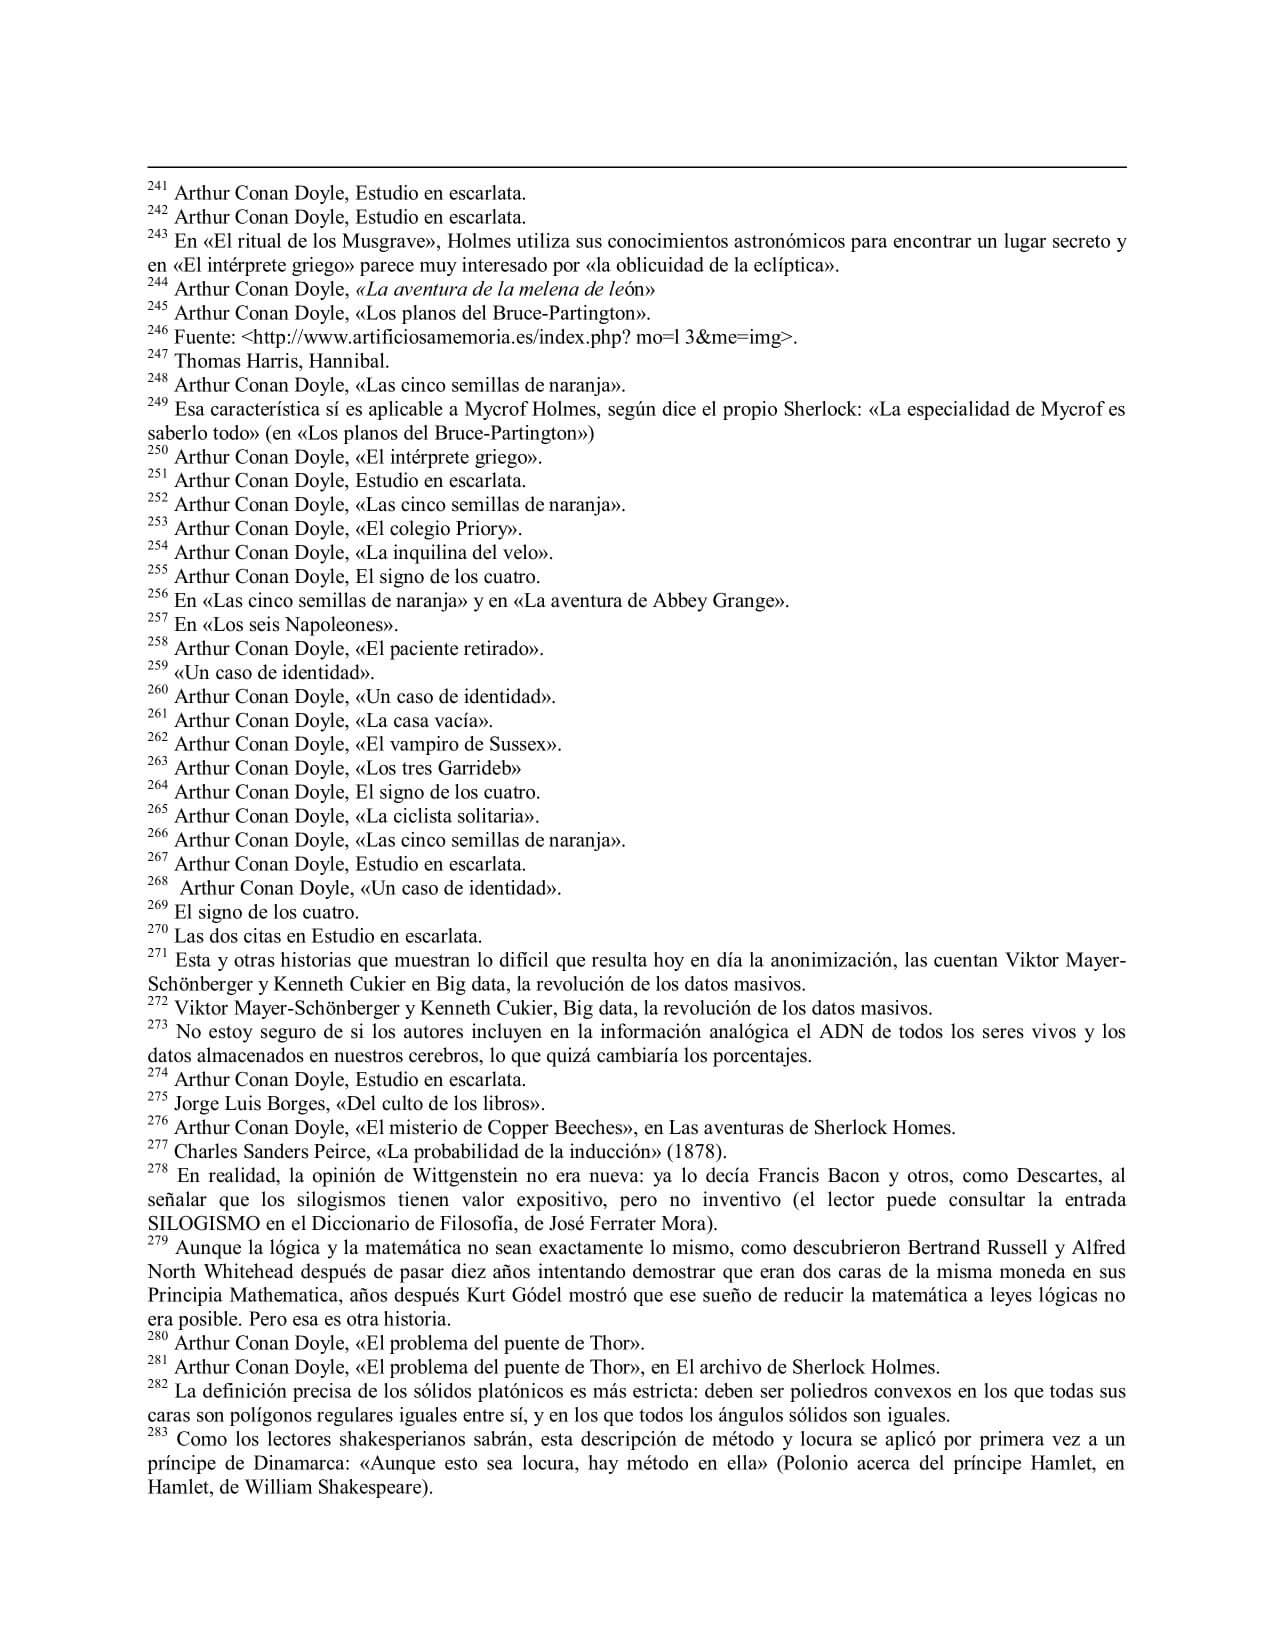 241 Arthur Conan Doyle, Estudio en escarlata.
242 Arthur Conan Doyle, Estudio en escarlata.
243 En «El ritual de los Musgrave», Holmes utiliza sus conocimientos astronómicos para encontrar un lugar secreto y
en «El intérprete griego» parece muy interesado por «la oblicuidad de la eclíptica».
244 Arthur Conan Doyle, «La aventura de la melena de león»
245 Arthur Conan Doyle, «Los planos del Bruce-Partington».
246 Fuente: <http://www.artificiosamemoria.es/index.php? mo=l 3&me=img>.
247 Thomas Harris, Hannibal.
248 Arthur Conan Doyle, «Las cinco semillas de naranja».
249 Esa característica sí es aplicable a Mycrof Holmes, según dice el propio Sherlock: «La especialidad de Mycrof es
saberlo todo» (en «Los planos del Bruce-Partington»)
250 Arthur Conan Doyle, «El intérprete griego».
251 Arthur Conan Doyle, Estudio en escarlata.
252 Arthur Conan Doyle, «Las cinco semillas de naranja».
253 Arthur Conan Doyle, «El colegio Priory».
254 Arthur Conan Doyle, «La inquilina del velo».
255 Arthur Conan Doyle, El signo de los cuatro.
256 En «Las cinco semillas de naranja» y en «La aventura de Abbey Grange».
257 En «Los seis Napoleones».
258 Arthur Conan Doyle, «El paciente retirado».
259 «Un caso de identidad».
260 Arthur Conan Doyle, «Un caso de identidad».
261 Arthur Conan Doyle, «La casa vacía».
262 Arthur Conan Doyle, «El vampiro de Sussex».
263 Arthur Conan Doyle, «Los tres Garrideb»
264 Arthur Conan Doyle, El signo de los cuatro.
265 Arthur Conan Doyle, «La ciclista solitaria».
266 Arthur Conan Doyle, «Las cinco semillas de naranja».
267 Arthur Conan Doyle, Estudio en escarlata.
268 Arthur Conan Doyle, «Un caso de identidad».
269 El signo de los cuatro.
270 Las dos citas en Estudio en escarlata.
271 Esta y otras historias que muestran lo difícil que resulta hoy en día la anonimización, las cuentan Viktor Mayer-
Schönberger y Kenneth Cukier en Big data, la revolución de los datos masivos.
272 Viktor Mayer-Schönberger y Kenneth Cukier, Big data, la revolución de los datos masivos.
273 No estoy seguro de si los autores incluyen en la información analógica el ADN de todos los seres vivos y los
datos almacenados en nuestros cerebros, lo que quizá cambiaría los porcentajes.
274 Arthur Conan Doyle, Estudio en escarlata.
275 Jorge Luis Borges, «Del culto de los libros».
276 Arthur Conan Doyle, «El misterio de Copper Beeches», en Las aventuras de Sherlock Homes.
277 Charles Sanders Peirce, «La probabilidad de la inducción» (1878).
278 En realidad, la opinión de Wittgenstein no era nueva: ya lo decía Francis Bacon y otros, como Descartes, al
señalar que los silogismos tienen valor expositivo, pero no inventivo (el lector puede consultar la entrada
SILOGISMO en el Diccionario de Filosofía, de José Ferrater Mora).
279 Aunque la lógica y la matemática no sean exactamente lo mismo, como descubrieron Bertrand Russell y Alfred
North Whitehead después de pasar diez años intentando demostrar que eran dos caras de la misma moneda en sus
Principia Mathematica, años después Kurt Gódel mostró que ese sueño de reducir la matemática a leyes lógicas no
era posible. Pero esa es otra historia.
280 Arthur Conan Doyle, «El problema del puente de Thor».
281 Arthur Conan Doyle, «El problema del puente de Thor», en El archivo de Sherlock Holmes.
282 La definición precisa de los sólidos platónicos es más estricta: deben ser poliedros convexos en los que todas sus
caras son polígonos regulares iguales entre sí, y en los que todos los ángulos sólidos son iguales.
283 Como los lectores shakesperianos sabrán, esta descripción de método y locura se aplicó por primera vez a un
príncipe de Dinamarca: «Aunque esto sea locura, hay método en ella» (Polonio acerca del príncipe Hamlet, en
Hamlet, de William Shakespeare).